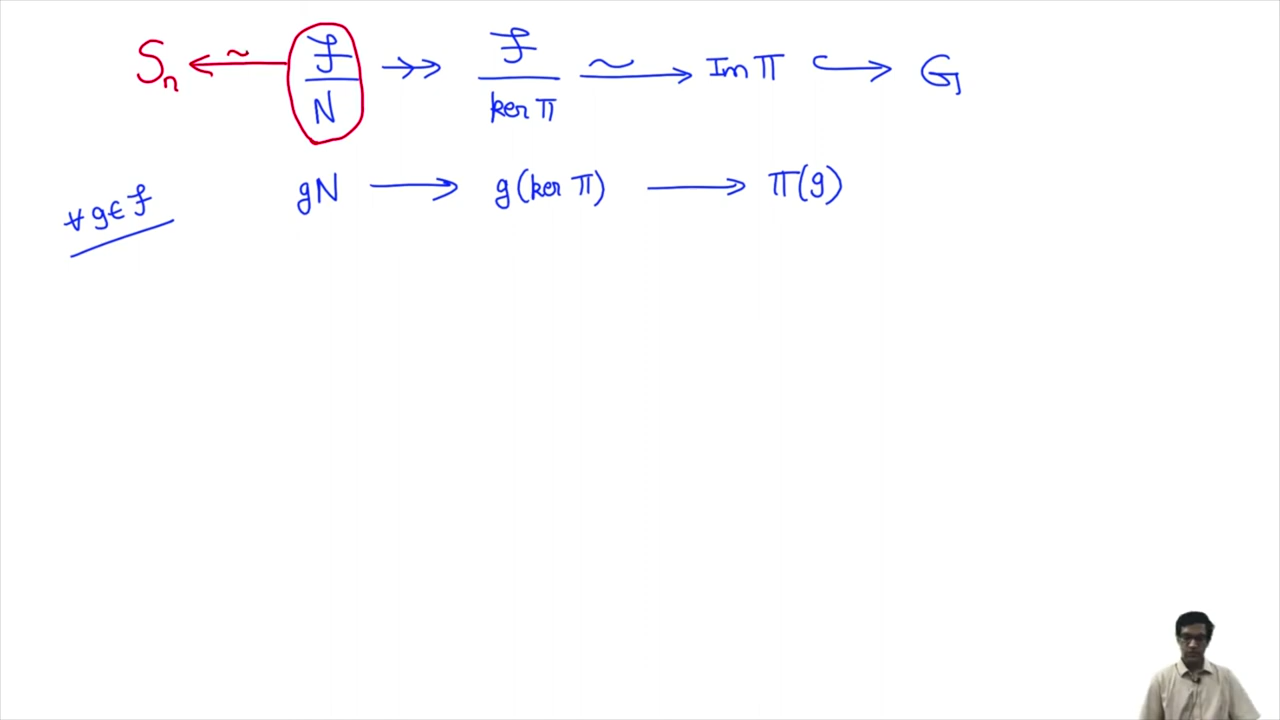 Sₙ ←~ 𝓕/N ↠ 𝓕/ker π ~→ Im π ↪ G
∀ g ∈ 𝓕 gN → g(ker π) → π(g)